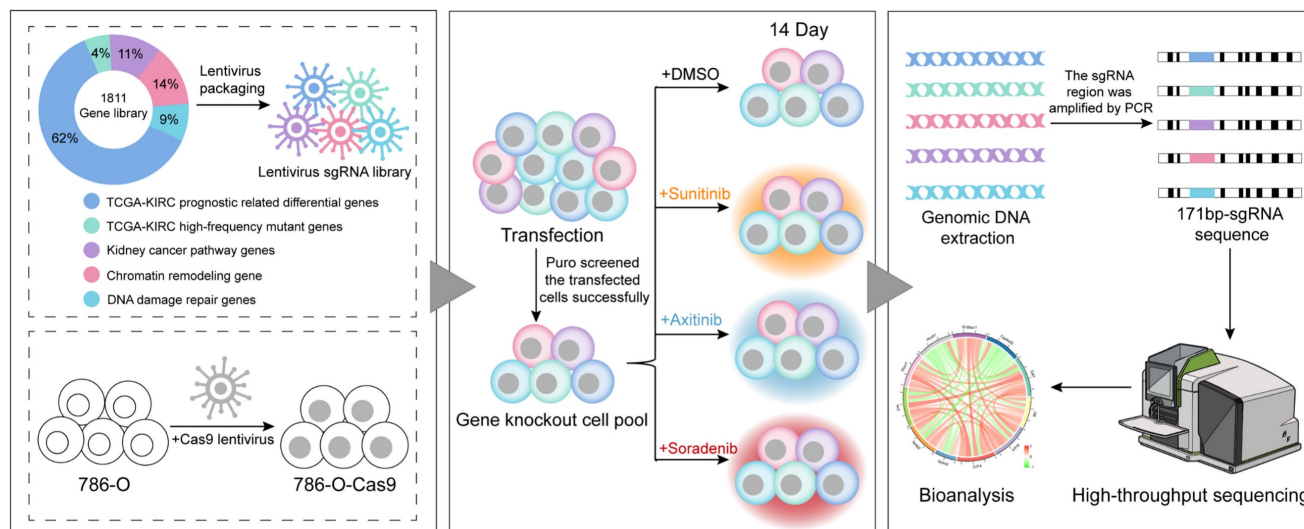 4%
11%
14%
9%
62%
1811
Gene library
Lentivirus
packaging
Lentivirus sgRNA library
TCGA-KIRC prognostic related differential genes
TCGA-KIRC high-frequency mutant genes
Kidney cancer pathway genes
Chromatin remodeling gene
DNA damage repair genes
+Cas9 lentivirus
786-O
786-O-Cas9
14 Day
+DMSO
+Sunitinib
+Axitinib
+Soradenib
Transfection
Puro screened
the transfected
cells successfully
Gene knockout cell pool
The sgRNA
region was
amplified by PCR
Genomic DNA
extraction
171bp-sgRNA
sequence
Bioanalysis
High-throughput sequencing